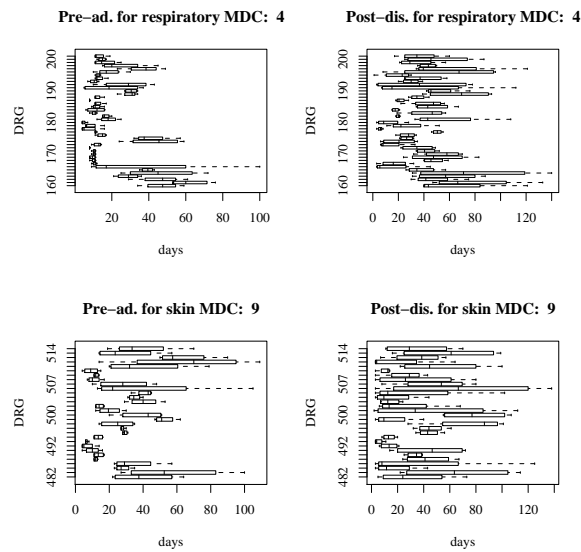 Pre−ad. for respiratory MDC: 4
DRG
160 170 180 190 200
20 40 60 80 100
days
Post−dis. for respiratory MDC: 4
DRG
160 170 180 190 200
0 20 40 60 80 120
days
Pre−ad. for skin MDC: 9
DRG
482 492 500 507 514
20 40 60 80 100
days
Post−dis. for skin MDC: 9
DRG
482 492 500 507 514
0 20 40 60 80 120
days